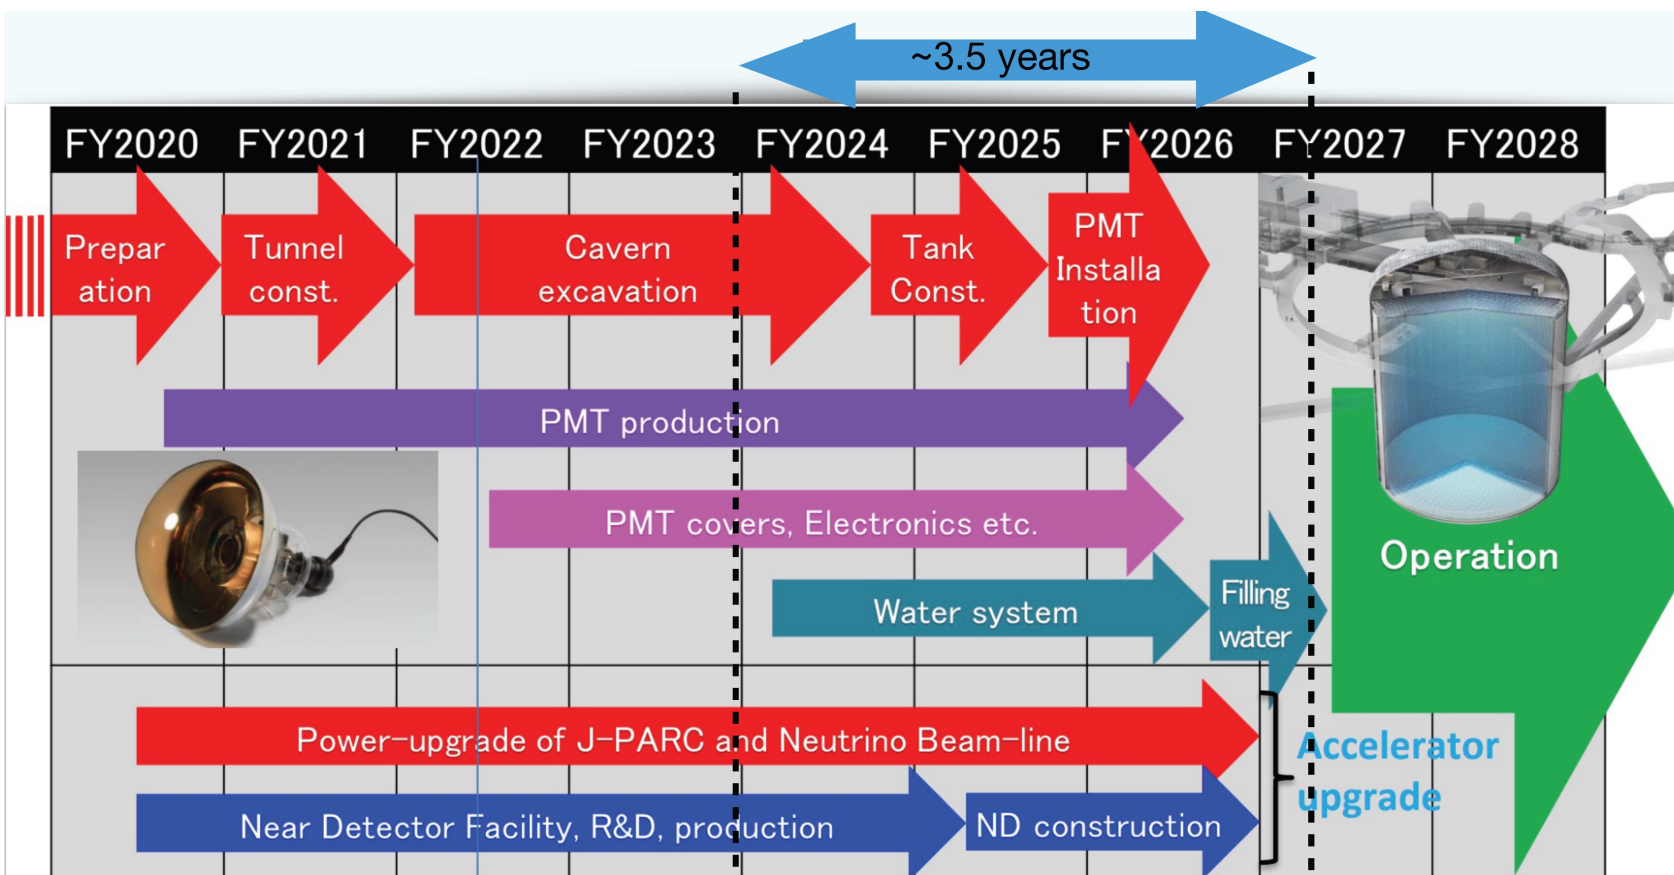 ~3.5 years
FY2020 FY2021 FY2022 FY2023 FY2024 FY2025 FY2026 FY2027 FY2028
Prepar
ation
Tunnel
const.
Cavern
excavation
Tank
Const.
PMT
Installa
tion
PMT production
PMT covers, Electronics etc.
Operation
Water system
Filling
water
Power-upgrade of J-PARC and Neutrino Beam-line
Accelerator
upgrade
Near Detector Facility, R&D, production
ND construction